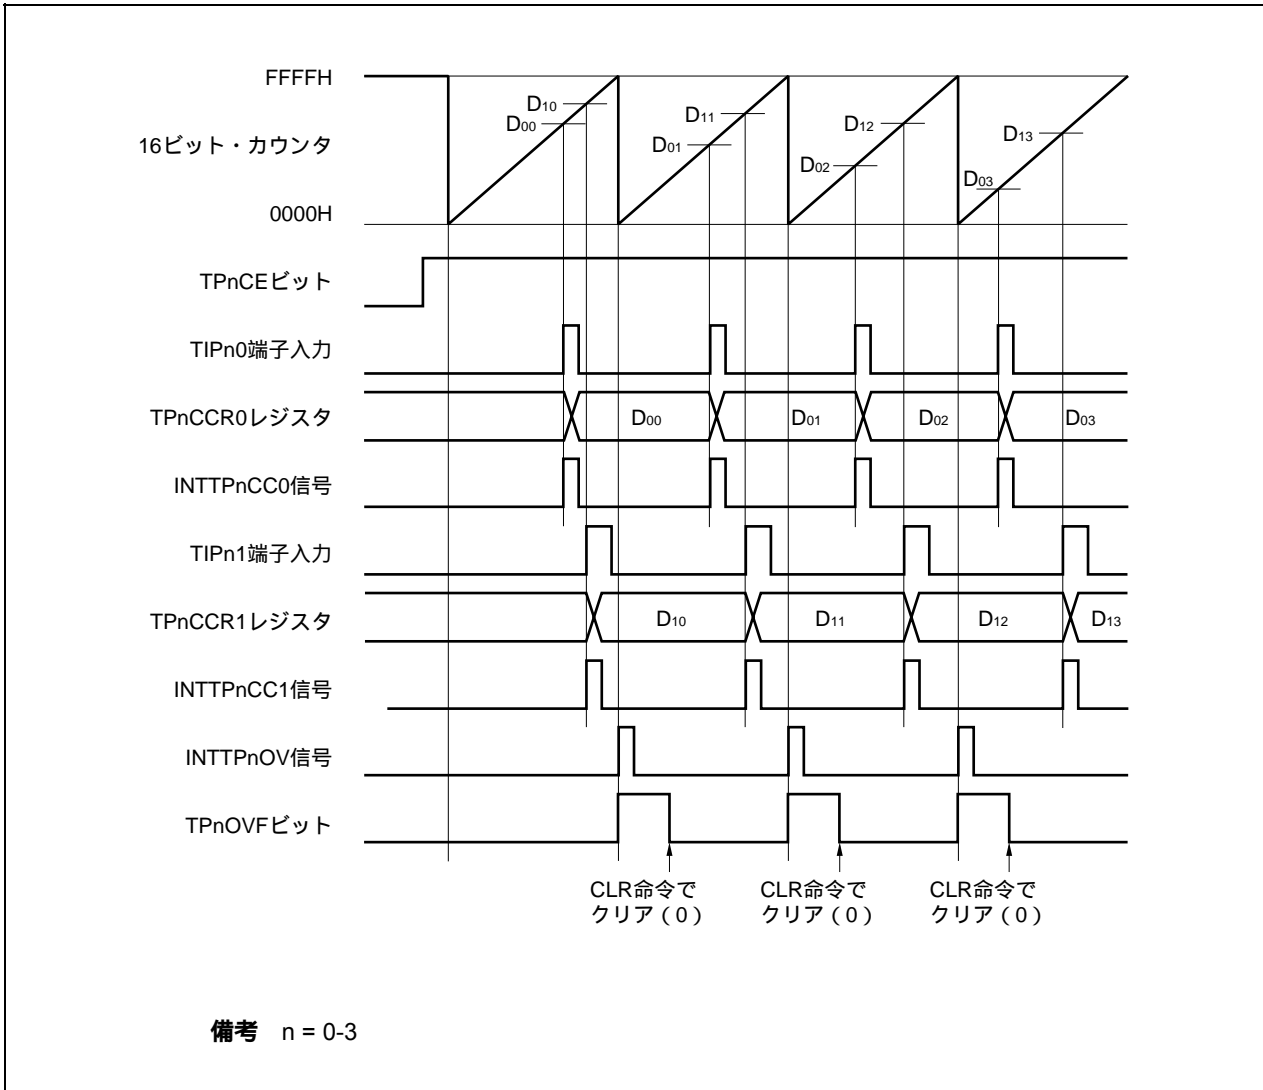 FFFFH
D10
D00
D11
D01
D12
D02
D13
D03
16ビット・カウンタ
0000H
TPnCEビット
TIPn0端子入力
TPnCCR0レジスタ
D00
D01
D02
D03
INTTPnCC0信号
TIPn1端子入力
TPnCCR1レジスタ
D10
D11
D12
D13
INTTPnCC1信号
INTTPnOV信号
TPnOVFビット
CLR命令で
クリア(0)
CLR命令で
クリア(0)
CLR命令で
クリア(0)
備考 n = 0-3